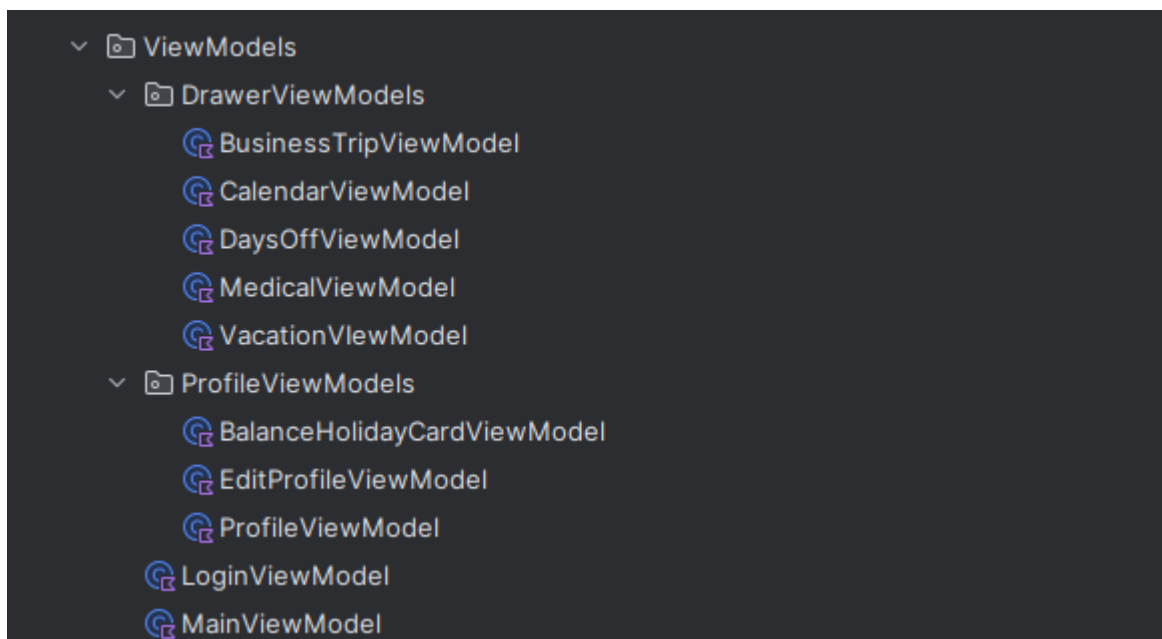 ViewModels
DrawerViewModels
BusinessTripViewModel
CalendarViewModel
DaysOffViewModel
MedicalViewModel
VacationVIewModel
ProfileViewModels
BalanceHolidayCardViewModel
EditProfileViewModel
ProfileViewModel
LoginViewModel
MainViewModel